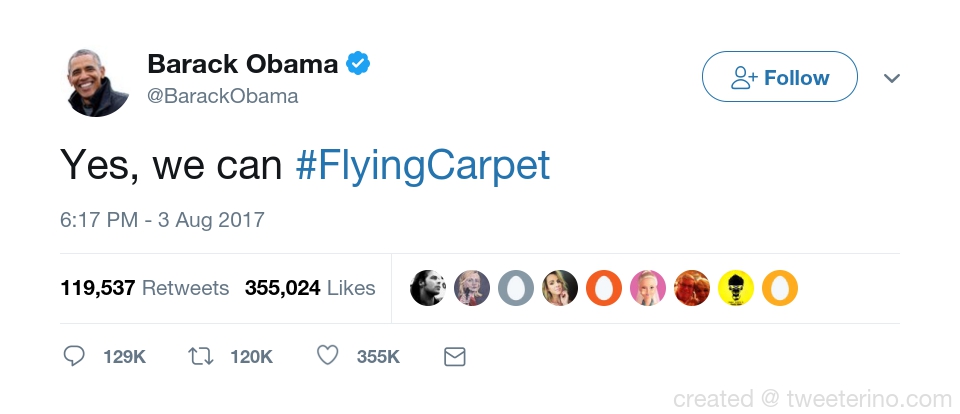 Barack Obama
@BarackObama
Follow
Yes, we can #FlyingCarpet
6:17 PM - 3 Aug 2017
119,537 Retweets 355,024 Likes
129K 120K 355K
created @ tweeterino.com